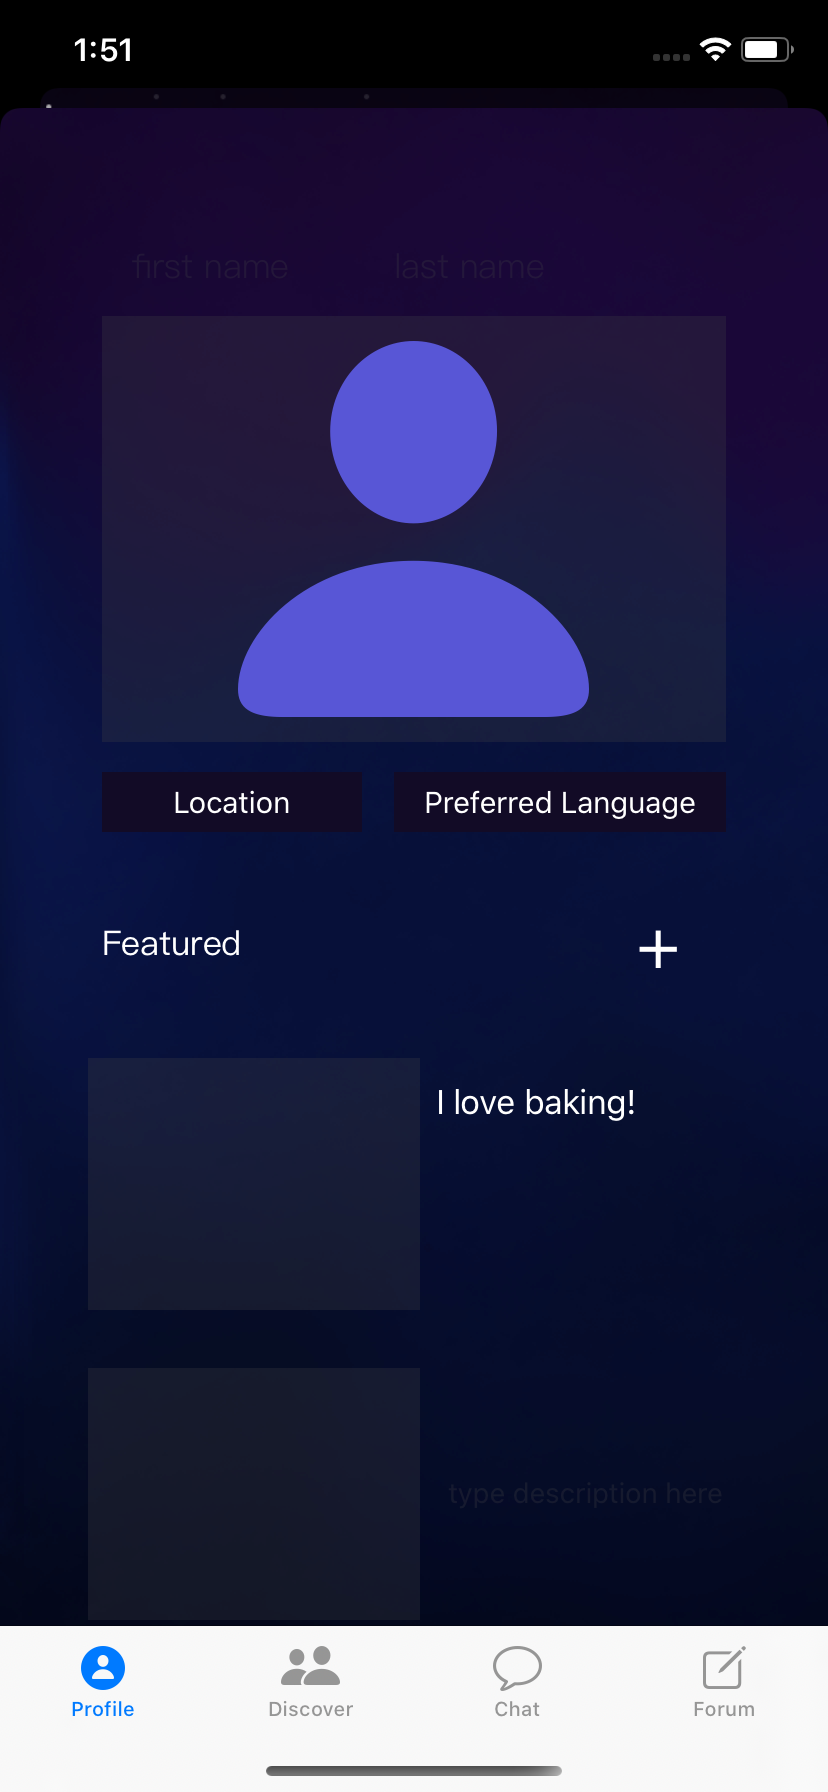 1:51
first name last name
Location Preferred Language
Featured
I love baking!
type description here
Profile Discover Chat Forum